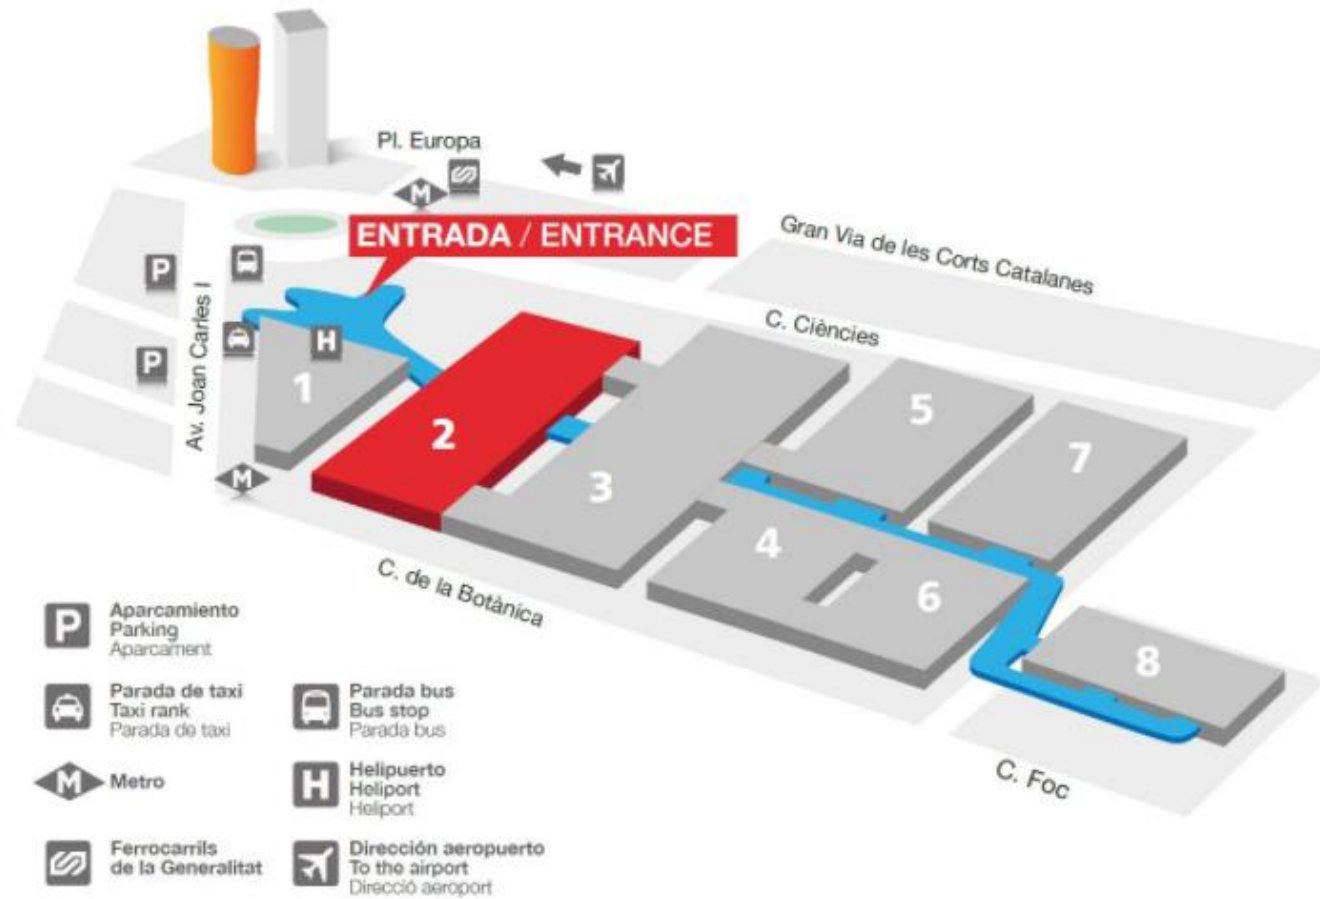 Pl. Europa
M
ENTRADA / ENTRANCE
Gran Via de les Corts Catalanes
P
C. Ciències
Av. Joan Carles I
H
P
1
2
3
5
7
M
4
6
8
C. de la Botànica
C. Foc
P
Aparcamiento
Parking
Aparcament
Parada de taxi
Taxi rank
Parada de taxi
Parada bus
Bus stop
Parada bus
M
Metro
H
Helipuerto
Heliport
Heliport
Ferrocarrils
de la Generalitat
Dirección aeropuerto
To the airport
Direcció aeroport